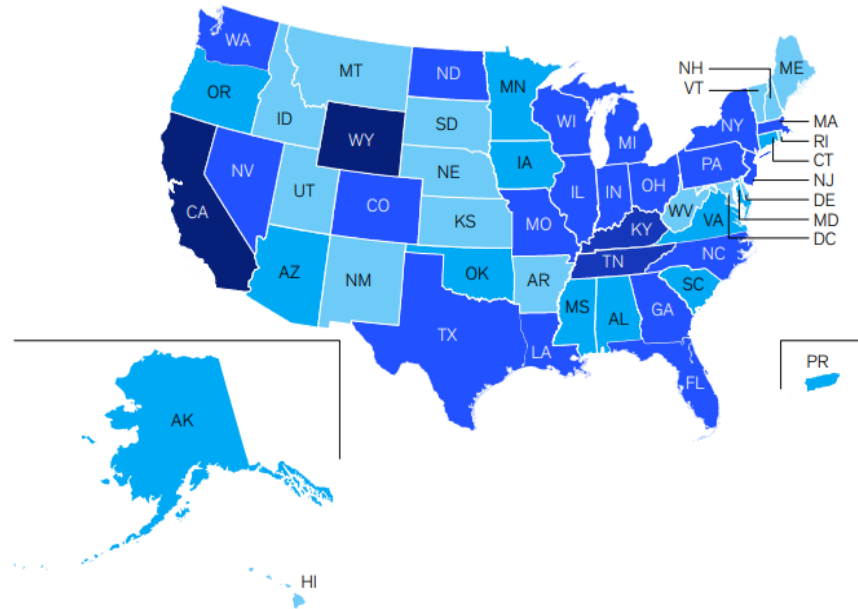 WA
MT
ND
MN
OR
ID
SD
WY
WI
MI
NH
VT
ME
NY
MA
RI
CT
NJ
DE
MD
DC
NV
UT
CO
NE
IA
IL
IN
OH
PA
CA
KS
MO
KY
WV
VA
AZ
NM
OK
AR
TN
NC
SC
TX
LA
MS
AL
GA
FL
PR
AK
HI